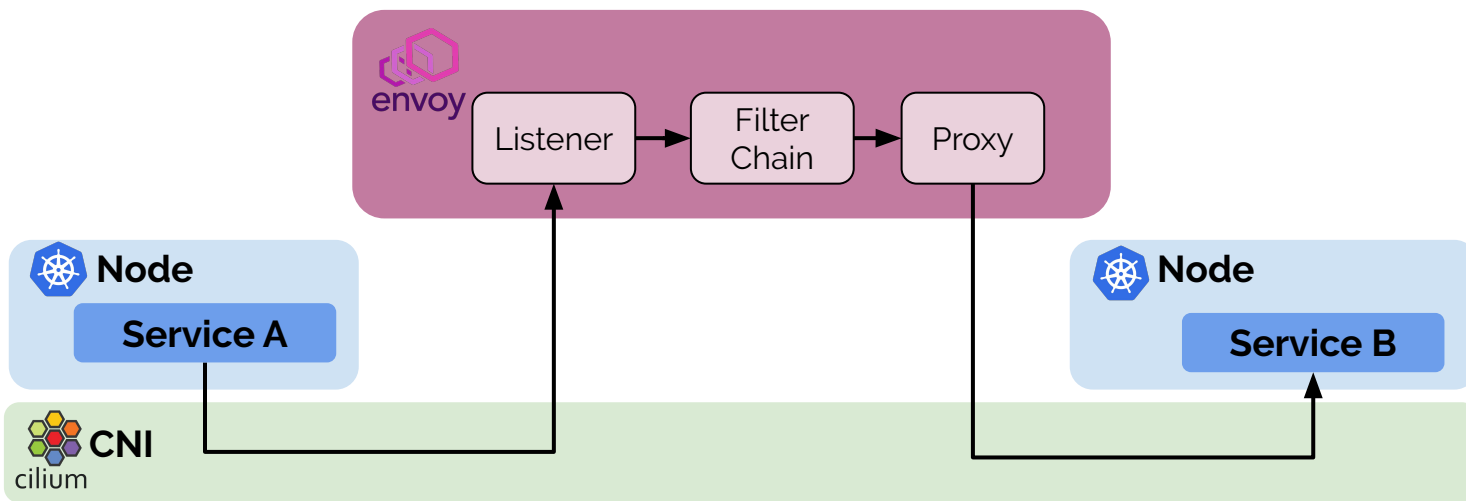 envoy
Listener
Filter
Chain
Proxy
Node
Service A
Node
Service B
CNI
cilium